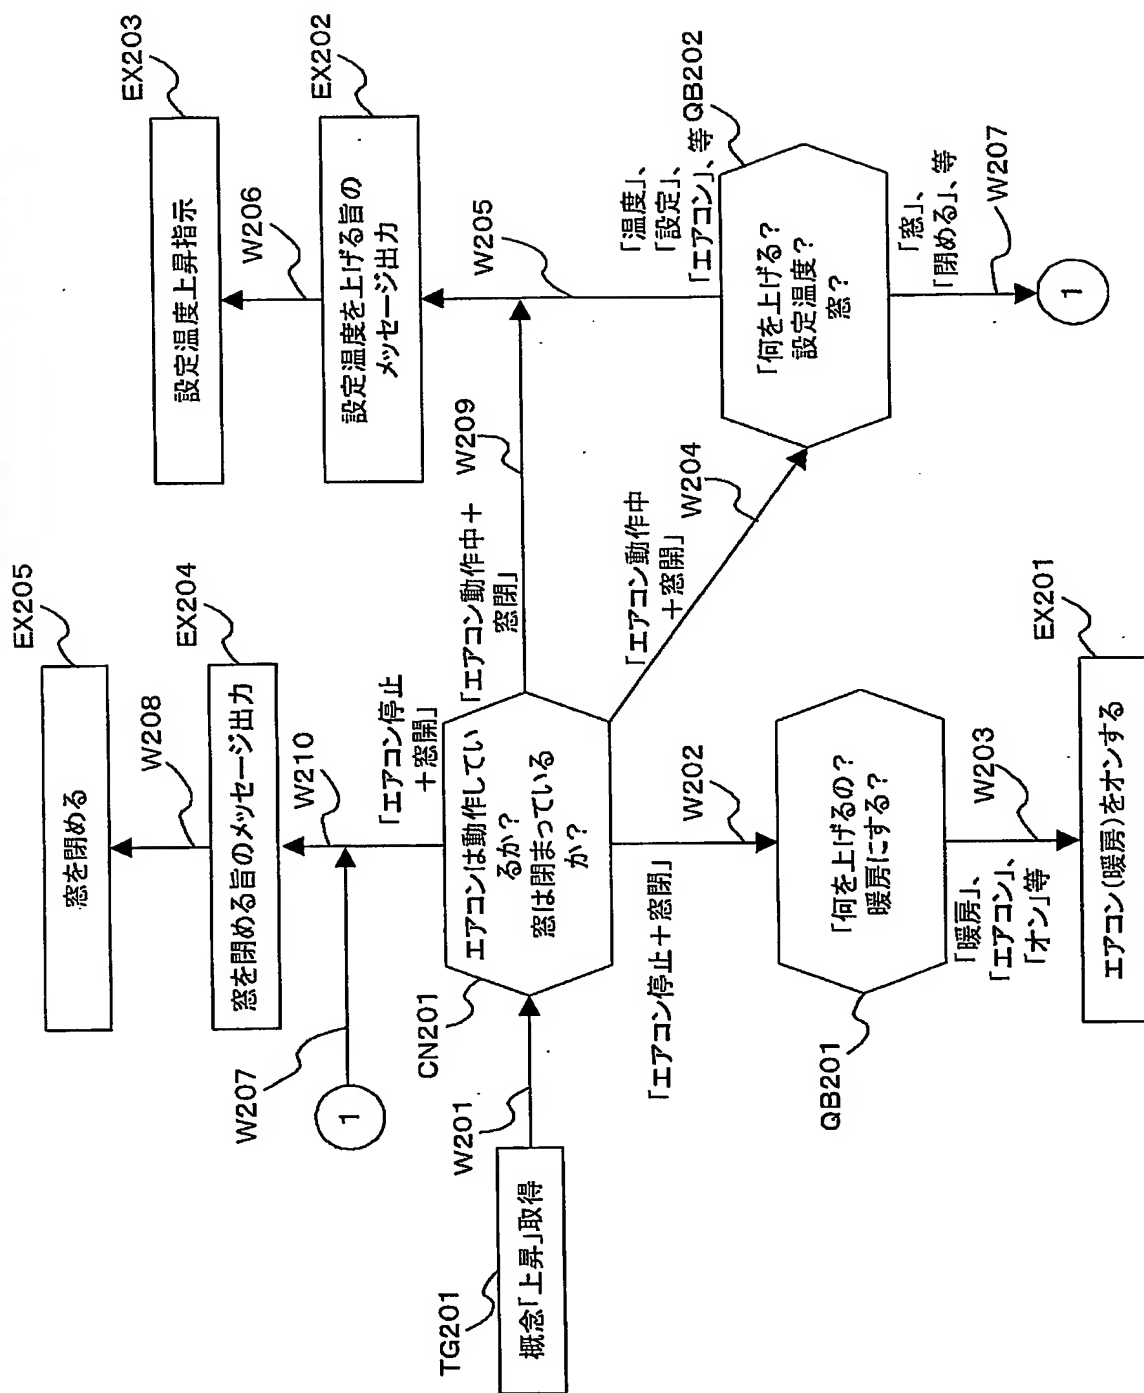 TG201
概念「上昇」取得
W201
CN201
エアコンは動作してい
るか?
窓は閉まっている
か?
「エアコン停止
+窓開」
W210
W207
1
EX204
窓を閉める旨のメッセージ出力
W208
EX205
窓を閉める
「エアコン停止+窓閉」
W202
QB201
「何を上げるの?
暖房にする?
「暖房」、
「エアコン」、
「オン」等
W203
EX201
エアコン(暖房)をオンする
「エアコン動作中+
窓閉」
W209
「エアコン動作中
+窓開」
W204
QB202
「何を上げる?
設定温度?
窓?
「温度」、
「設定」、
「エアコン」、等
W205
EX202
設定温度を上げる旨の
メッセージ出力
W206
EX203
設定温度上昇指示
「窓」、
「閉める」、等
W207
1